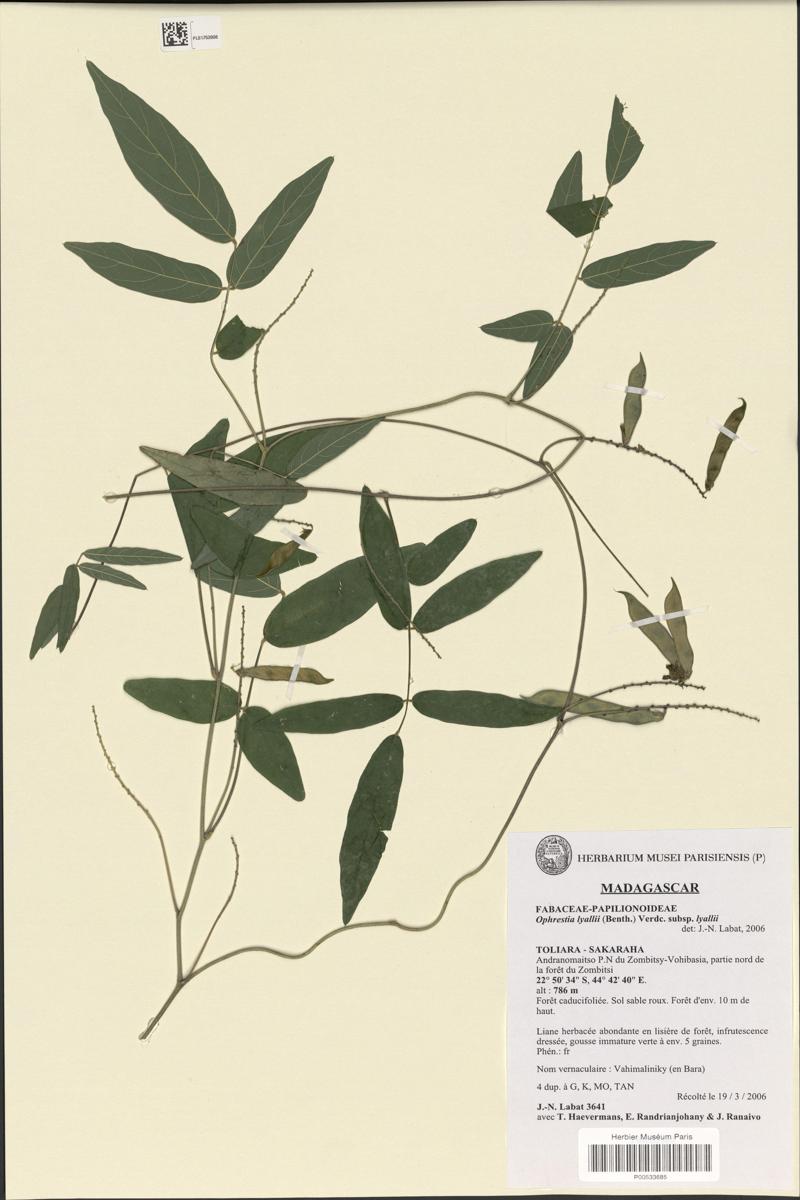 PLS1753906
HERBARIUM MUSEI PARISIENSIS (P)
MADAGASCAR
FABACEAE-PAPILIONOIDEAE
Ophrestia lyallii (Benth.) Verdc. subsp. lyallii
det: J.-N. Labat, 2006
TOLIARA - SAKARAHA
Andranomaitso P.N du Zombitsy-Vohibasia, partie nord de
la forêt du Zombitsi
22° 50' 34" S, 44° 42' 40" E.
alt : 786 m
Forêt caducifoliée. Sol sable roux. Forêt d'env. 10 m de
haut.
Liane herbacée abondante en lisière de forêt, infrutescence
dressée, gousse immature verte à env. 5 graines.
Phén.: fr
Nom vernaculaire : Vahimaliniky (en Bara)
4 dup. à G, K, MO, TAN
Récolté le 19 / 3 / 2006
J.-N. Labat 3641
avec T. Haevermans, E. Randrianjohany & J. Ranaivo
Herbier Muséum Paris
P00533685